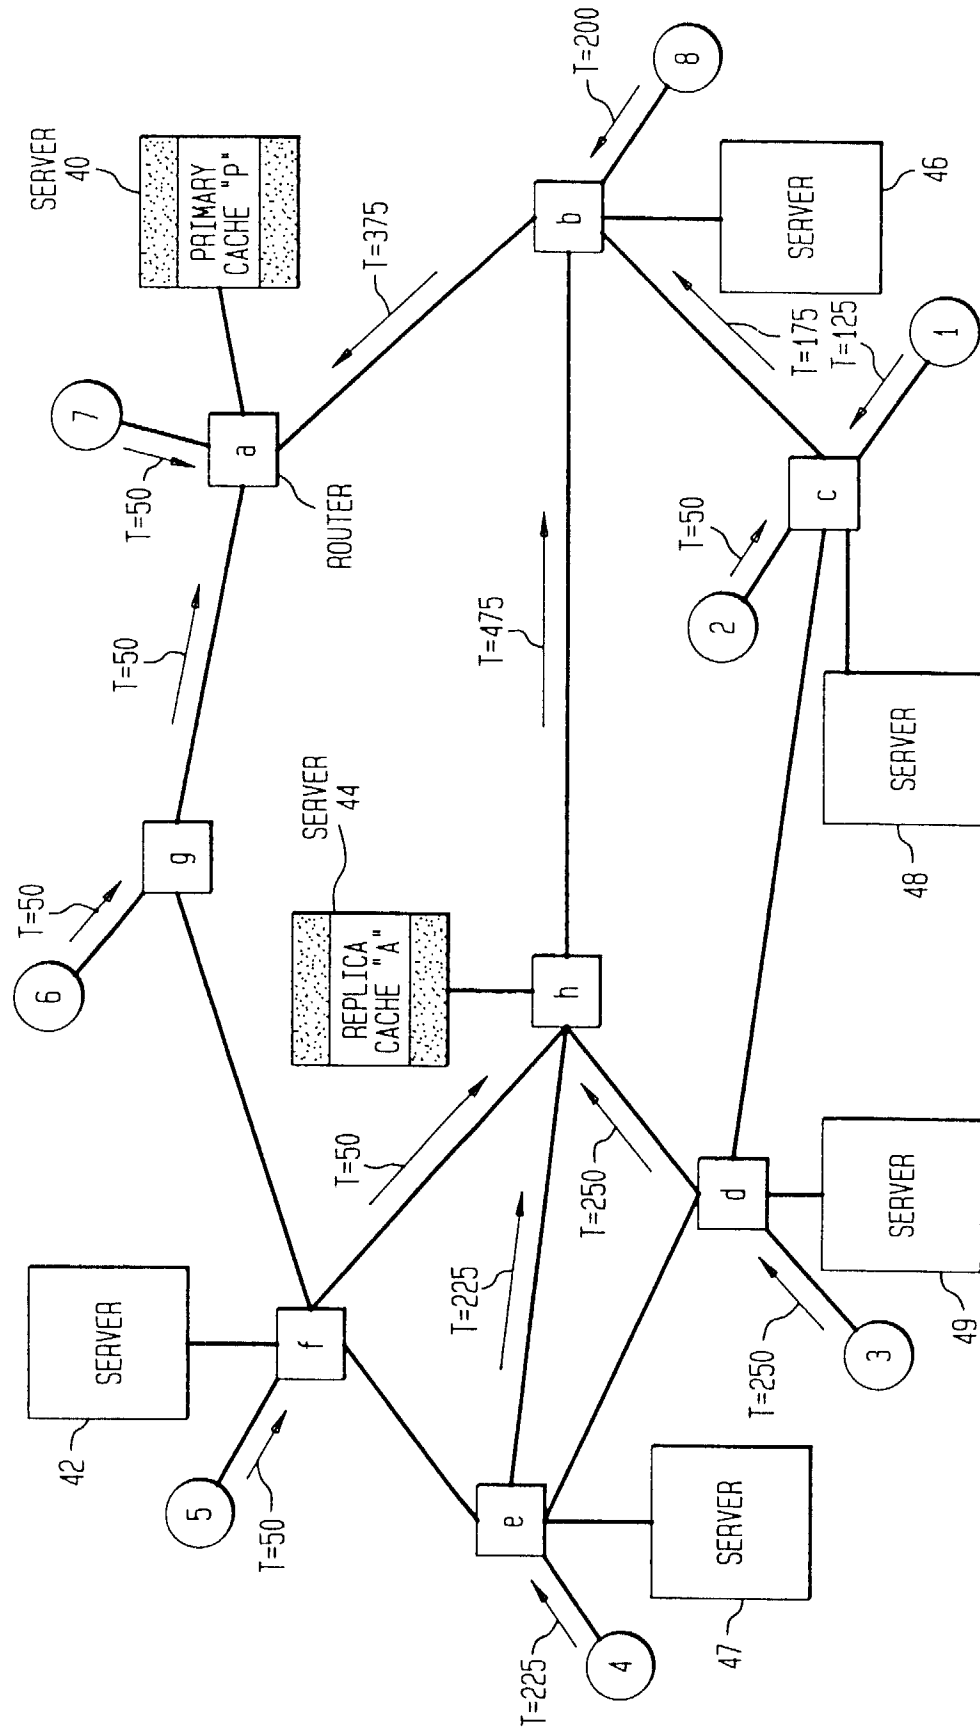 SERVER
42
5
T=50
f
6
T=50
g
T=50
7
T=50
a
ROUTER
SERVER
40
PRIMARY
CACHE "P"
T=375
SERVER
44
REPLICA
CACHE "A"
T=50
h
T=475
b
T=200
8
SERVER
46
4
T=225
e
T=225
T=250
SERVER
47
d
T=250
3
SERVER
49
2
T=50
c
T=175
T=125
1
SERVER
48